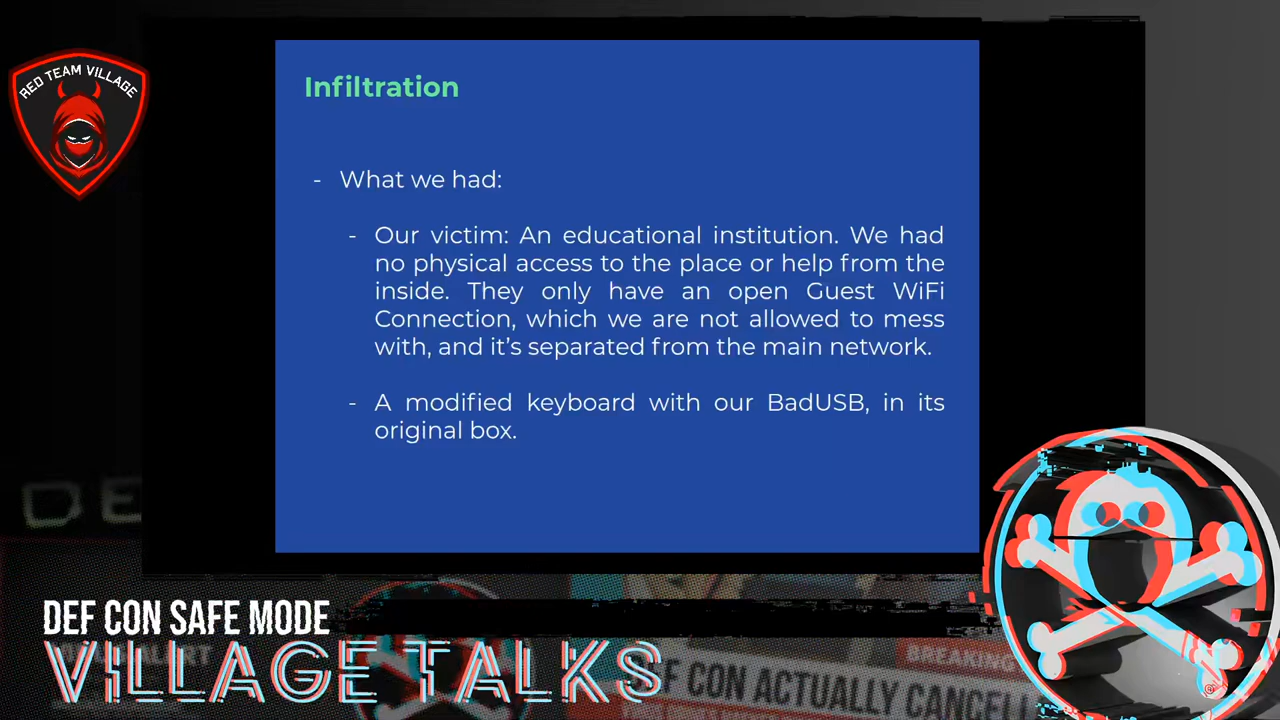 RED TEAM VILLAGE
Infiltration
- What we had:
- Our victim: An educational institution. We had
no physical access to the place or help from the
inside. They only have an open Guest WiFi
Connection, which we are not allowed to mess
with, and it's separated from the main network.
- A modified keyboard with our BadUSB, in its
original box.
DE
DEF CON SAFE MODE
VILLAGE TALKS
BREAKING
DEF CON ACTUALLY CANCELL